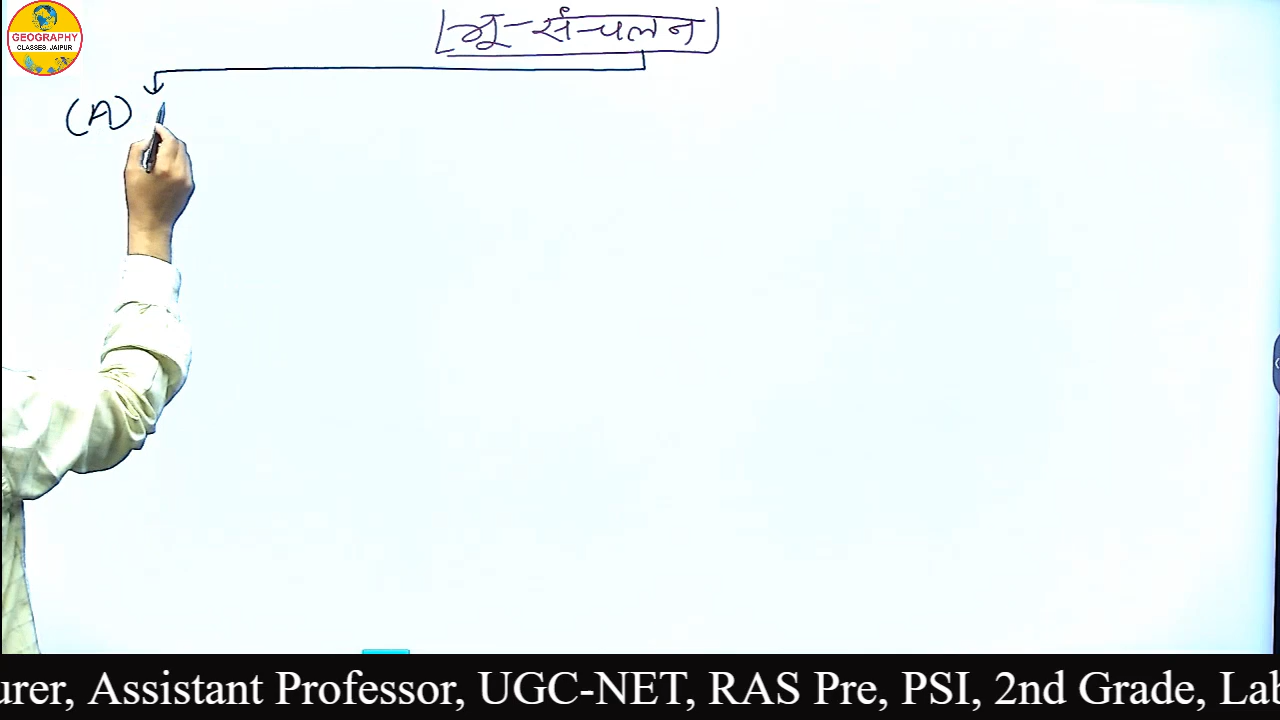 GEOGRAPHY
CLASSES, JAIPUR
भू-संचलन
(A)
urer, Assistant Professor, UGC-NET, RAS Pre, PSI, 2nd Grade, Lab